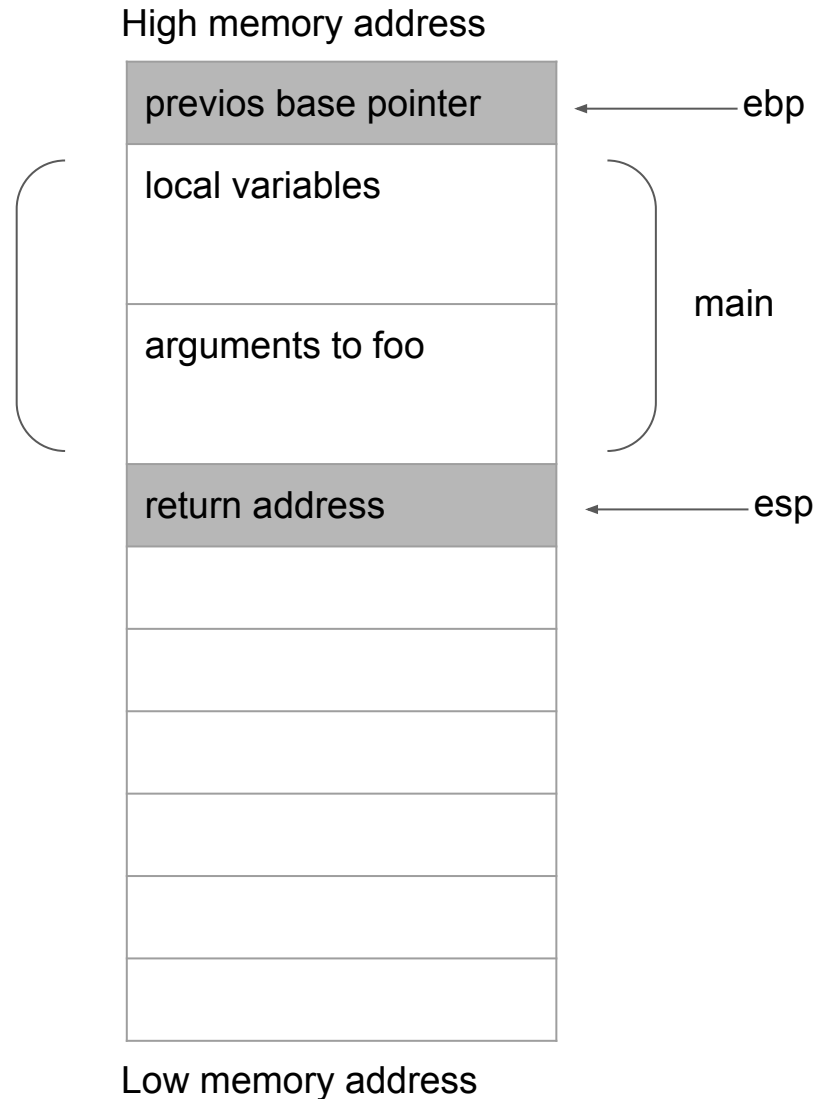 High memory address
previos base pointer
ebp
local variables
main
arguments to foo
return address
esp
Low memory address